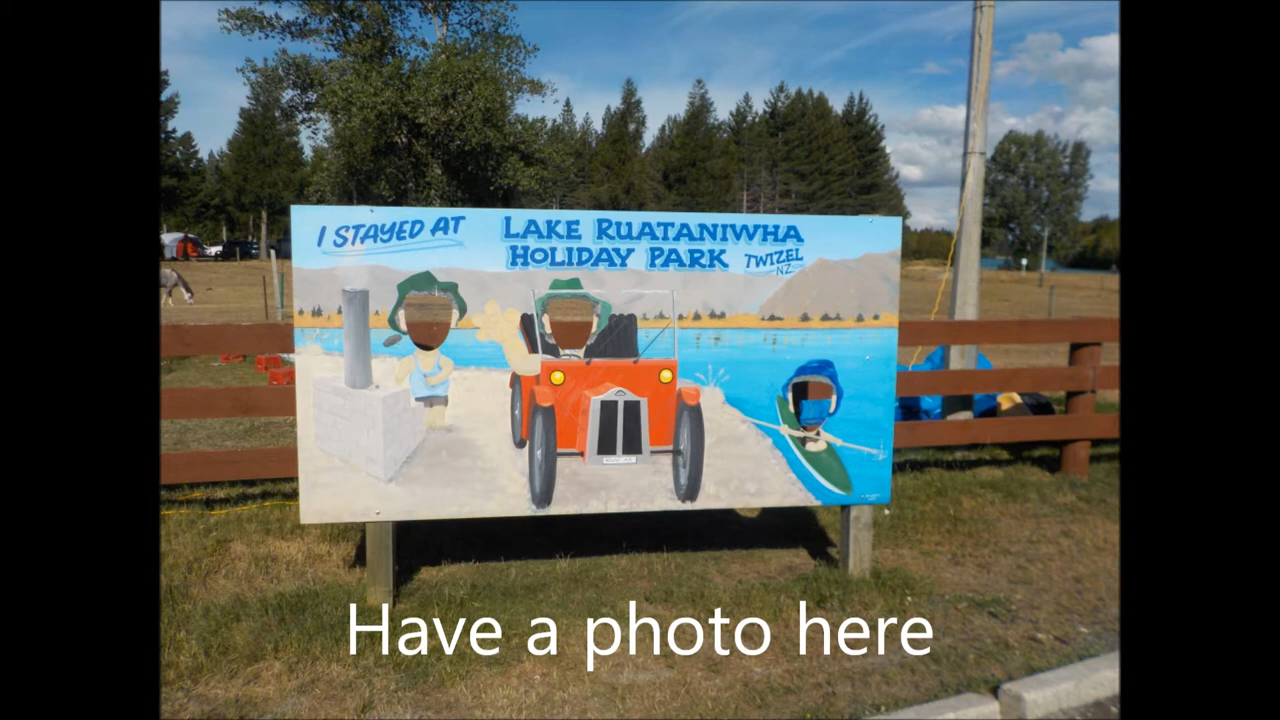 I STAYED AT
LAKE RUATANIWHA
HOLIDAY PARK
TWIZEL
NZ
Have a photo here